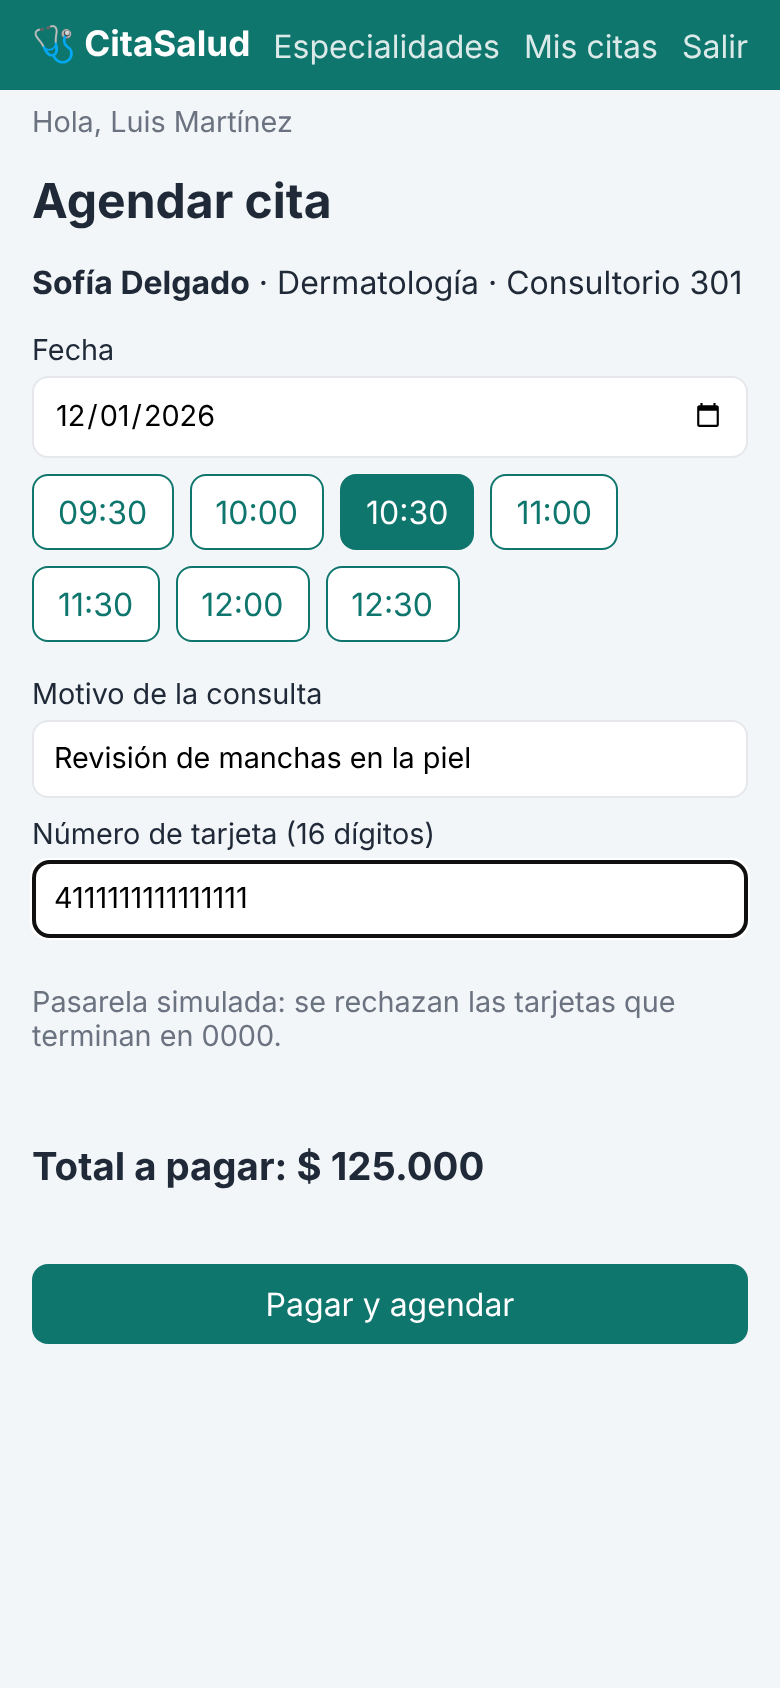 CitaSalud Especialidades Mis citas Salir
Hola, Luis Martínez
Agendar cita
Sofía Delgado · Dermatología · Consultorio 301
Fecha
12/01/2026
09:30 10:00 10:30 11:00
11:30 12:00 12:30
Motivo de la consulta
Revisión de manchas en la piel
Número de tarjeta (16 dígitos)
4111111111111111
Pasarela simulada: se rechazan las tarjetas que
terminan en 0000.
Total a pagar: $ 125.000
Pagar y agendar